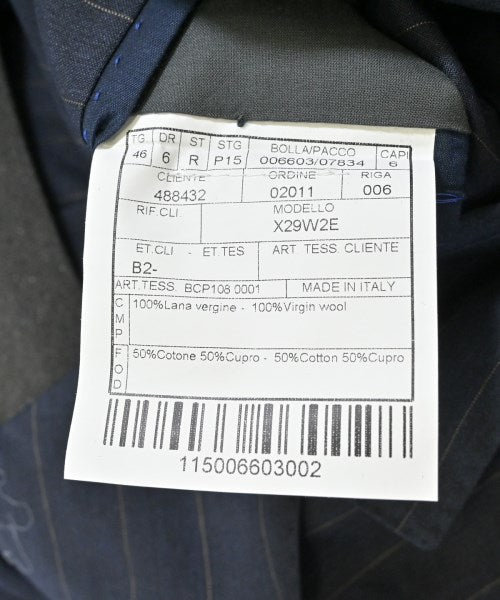 TG. DR ST STG BOLLA/PACCO CAPI
46 6 R P15 006603/07834 6
CLIENTE ORDINE RIGA
488432 02011 006
RIF.CLI MODELLO
X29W2E
ET.CLI - ET.TES ART. TESS. CLIENTE
B2-
ART.TESS. BCP108 0001 MADE IN ITALY
CMP 100%Lana vergine - 100%Virgin wool
FOD 50%Cotone 50%Cupro - 50%Cotton 50%Cupro
115006603002